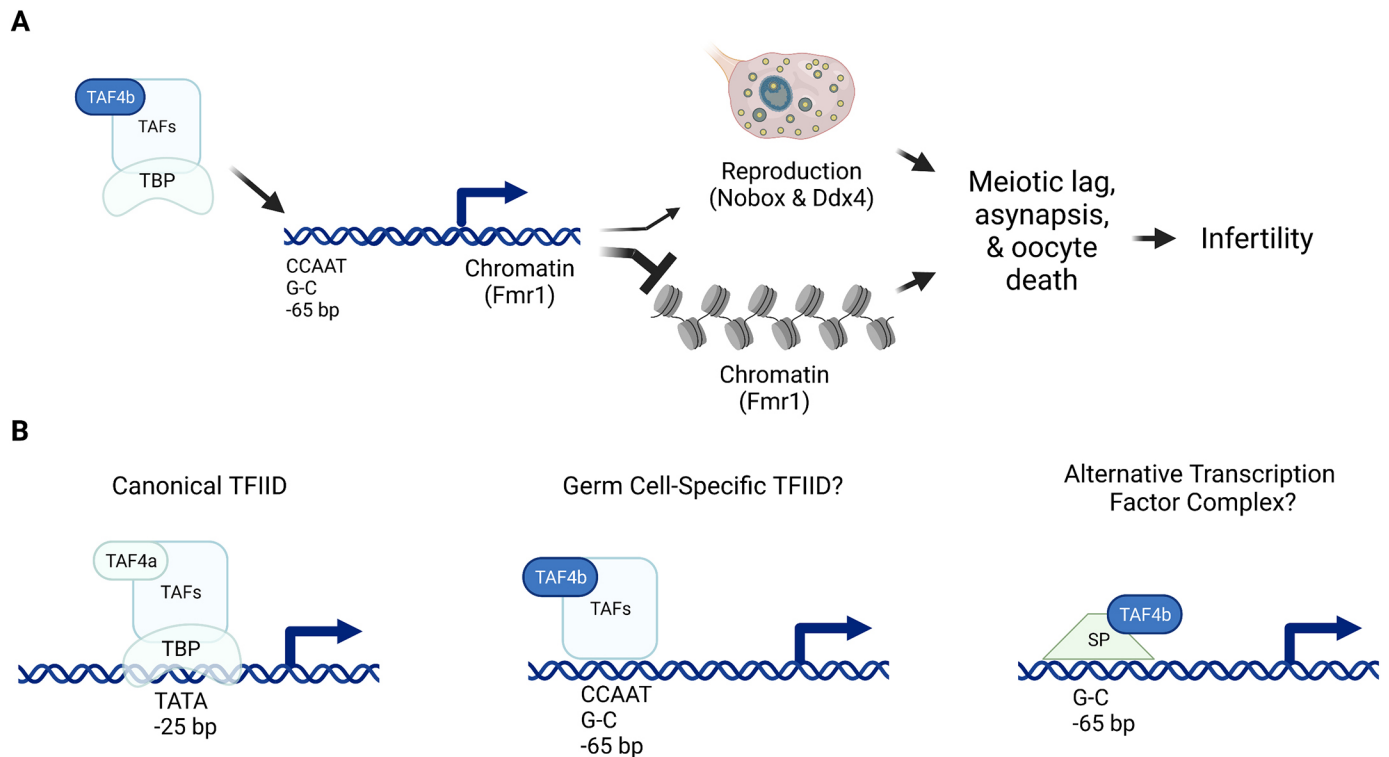 A
TAF4b
TAFs
TBP
CCAAT
G-C
-65 bp
Chromatin
(Fmr1)
Reproduction
(Nobox & Ddx4)
Chromatin
(Fmr1)
Meiotic lag,
asynapsis,
& oocyte
death
Infertility
B
Canonical TFIID
TAF4a
TAFs
TBP
TATA
-25 bp
Germ Cell-Specific TFIID?
TAF4b
TAFs
CCAAT
G-C
-65 bp
Alternative Transcription
Factor Complex?
TAF4b
SP
G-C
-65 bp